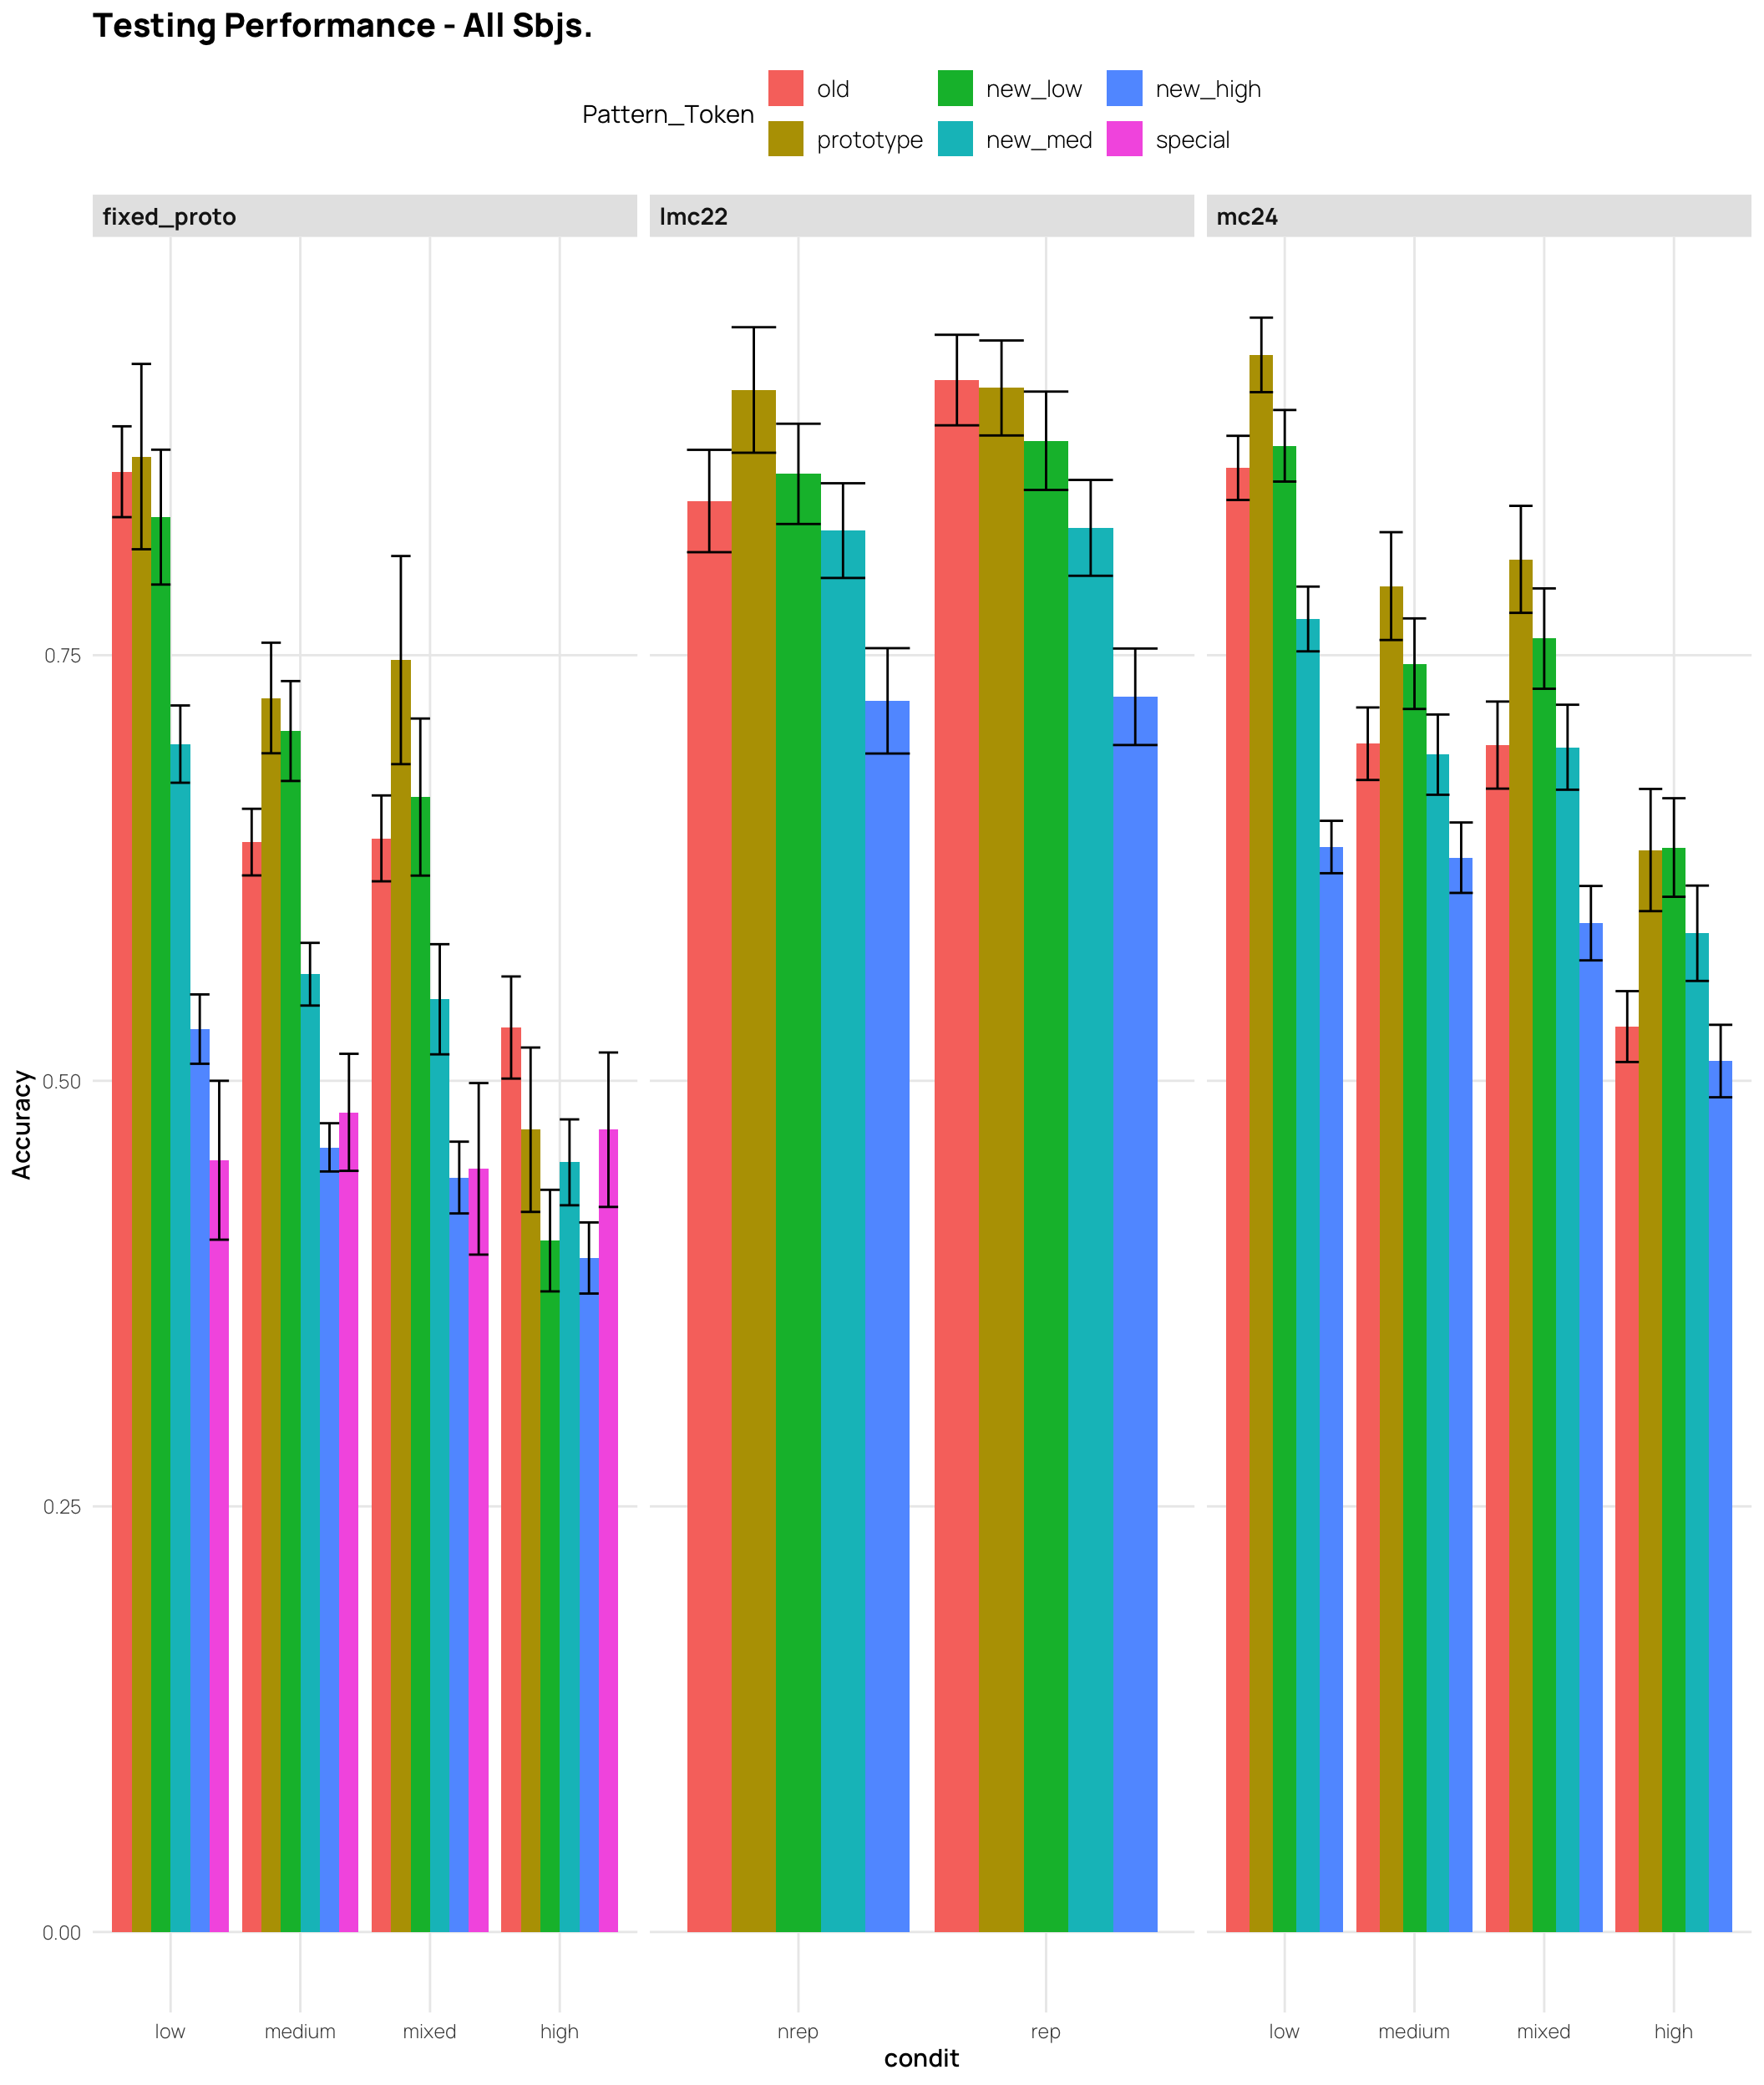 Testing Performance - All Sbjs.
Pattern_Token
old
new_low
new_high
prototype
new_med
special
fixed_proto
lmc22
mc24
Accuracy
0.75
0.50
0.25
0.00
low
medium
mixed
high
nrep
rep
low
medium
mixed
high
condit